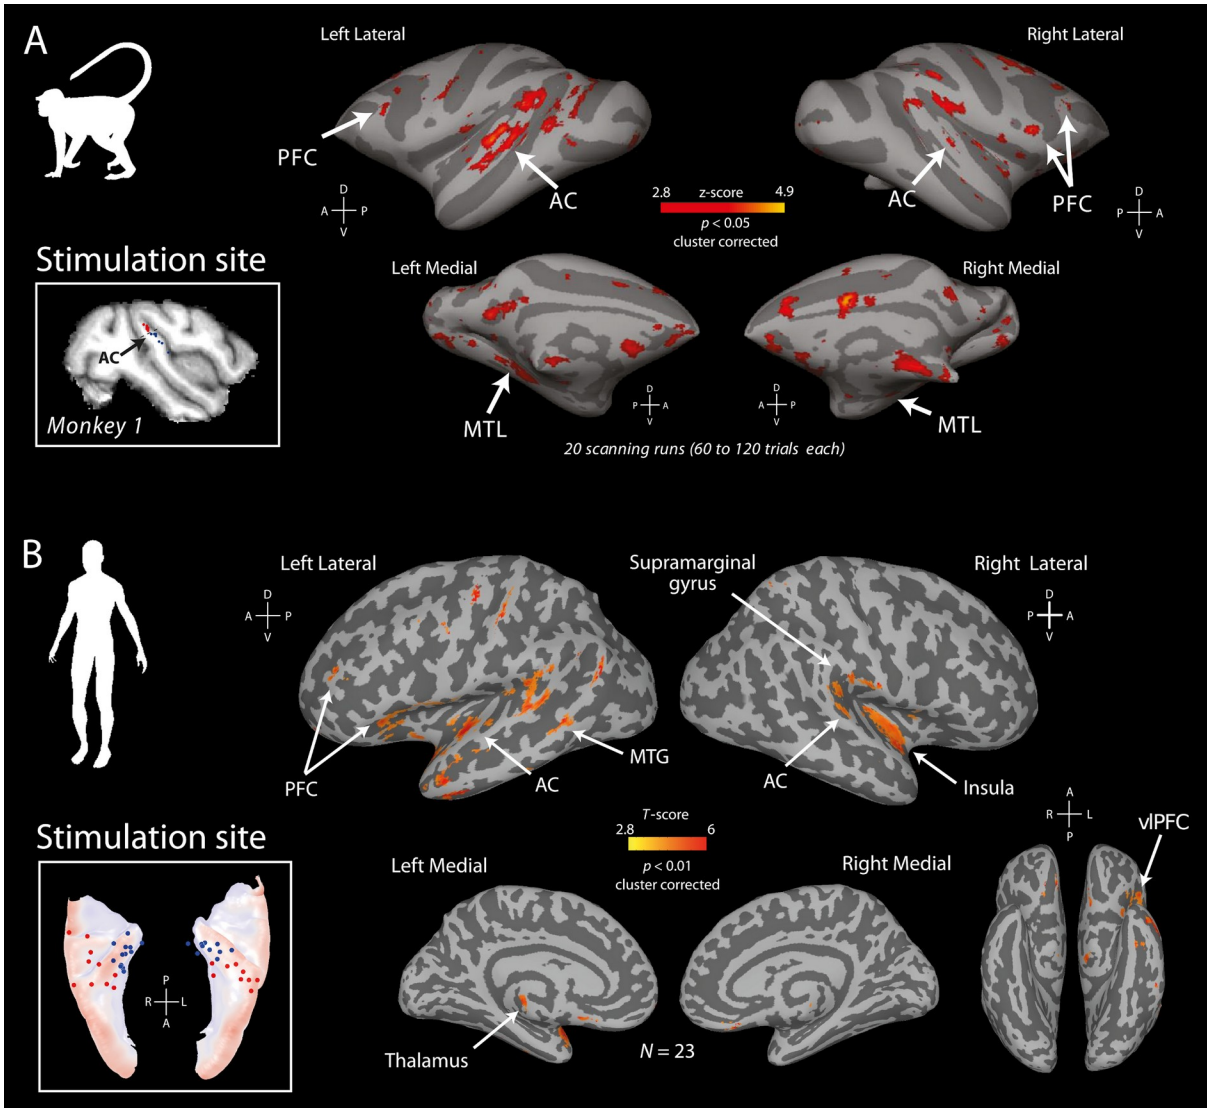 A
Left Lateral
Right Lateral
PFC
AC
D
A P
V
2.8 z-score 4.9
p < 0.05
cluster corrected
AC
PFC
D
P A
V
Stimulation site
AC
Monkey 1
Left Medial
Right Medial
MTL
D
P A
V
D
A P
V
MTL
20 scanning runs (60 to 120 trials each)
B
Left Lateral
D
A P
V
Supramarginal
gyrus
Right Lateral
D
P A
V
PFC
AC
MTG
AC
Insula
Stimulation site
P
R L
A
T-score
2.8 6
p < 0.01
cluster corrected
Left Medial
Right Medial
Thalamus
N = 23
A
R L
P
vlPFC